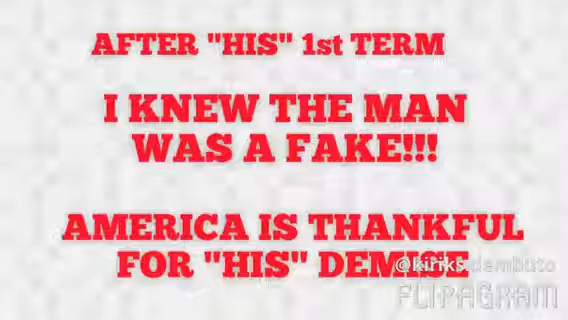 AFTER "HIS" 1st TERM
I KNEW THE MAN
WAS A FAKE!!!
AMERICA IS THANKFUL
FOR "HIS" DEMISE
FLIPAGRAM